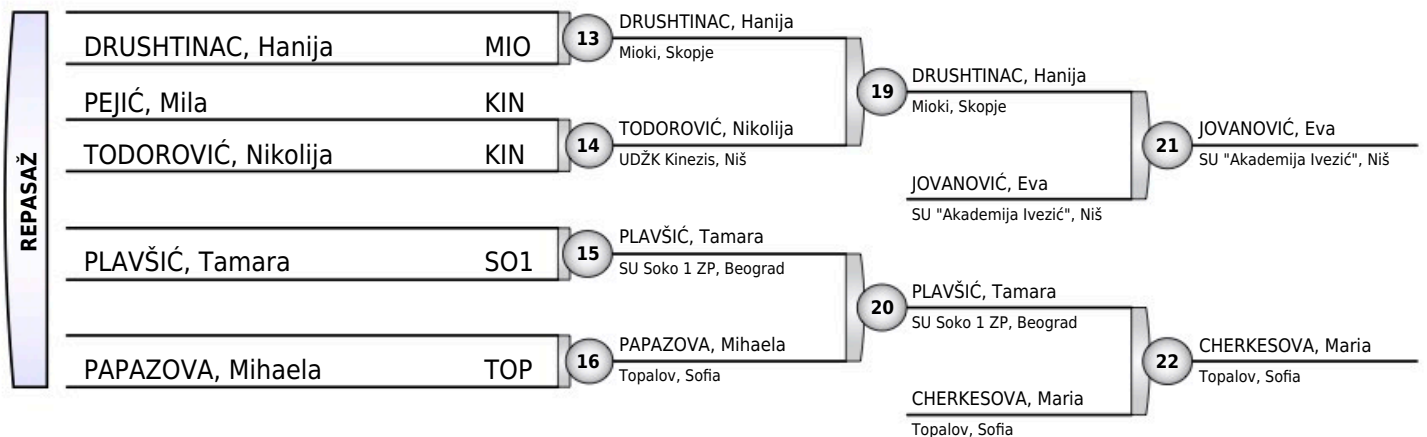 REPASAŽ
DRUSHTINAC, Hanija MIO
PEJIĆ, Mila KIN
TODOROVIĆ, Nikolija KIN
PLAVŠIĆ, Tamara SO1
PAPAZOVA, Mihaela TOP
13
DRUSHTINAC, Hanija
Mioki, Skopje
14
TODOROVIĆ, Nikolija
UDŽK Kinezis, Niš
15
PLAVŠIĆ, Tamara
SU Soko 1 ZP, Beograd
16
PAPAZOVA, Mihaela
Topalov, Sofia
19
DRUSHTINAC, Hanija
Mioki, Skopje
JOVANOVIĆ, Eva
SU "Akademija Ivezić", Niš
20
PLAVŠIĆ, Tamara
SU Soko 1 ZP, Beograd
CHERKESOVA, Maria
Topalov, Sofia
21
JOVANOVIĆ, Eva
SU "Akademija Ivezić", Niš
22
CHERKESOVA, Maria
Topalov, Sofia